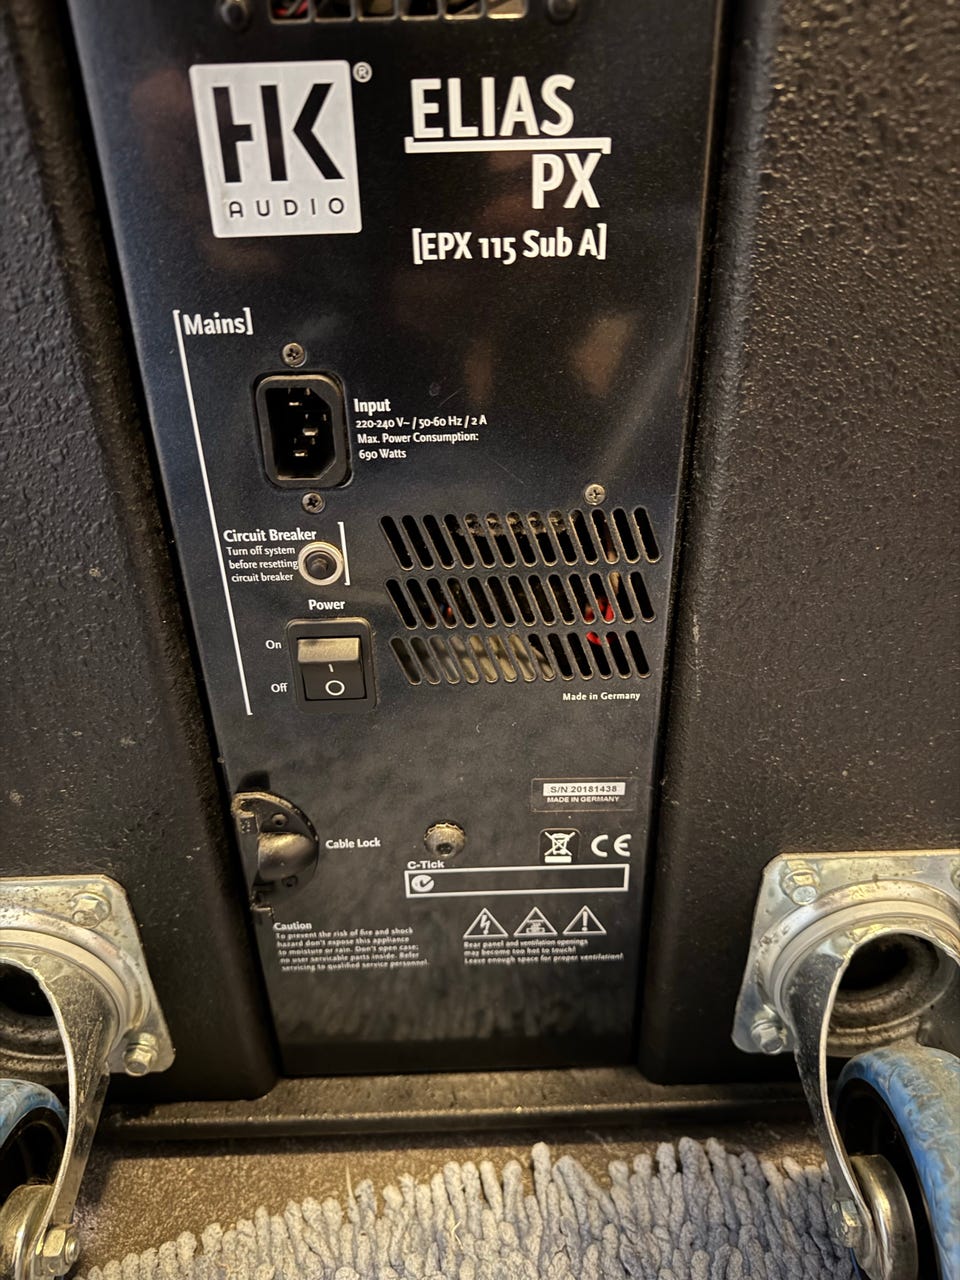 HK
®
AUDIO
ELIAS
PX
[EPX 115 Sub A]
[Mains]
Input
220-240 V~ / 50-60 Hz / 2 A
Max. Power Consumption:
690 Watts
Circuit Breaker
Turn off system
before resetting
circuit breaker
Power
On
I
O
Off
Made in Germany
S/N 20181438
MADE IN GERMANY
Cable Lock
CE
C-Tick
Caution
To prevent the risk of fire and shock
hazard don't expose this appliance
to moisture or rain. Don't open case;
no user servicable parts inside. Refer
servicing to qualified service personnel.
Rear panel and ventilation openings
may become too hot to touch!
Leave enough space for proper ventilation!